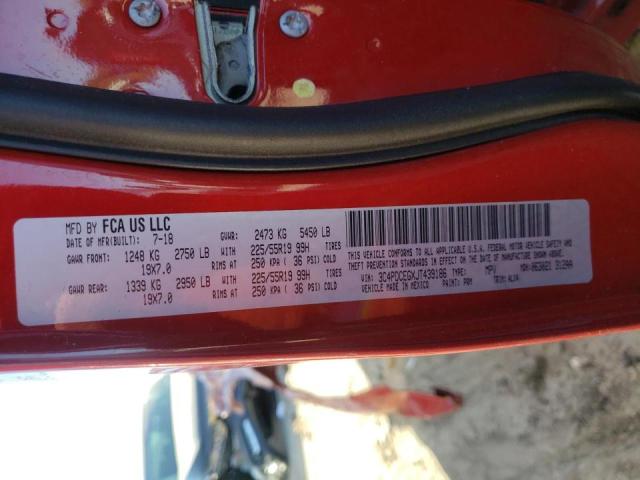 MFD BY FCA US LLC
DATE OF MFR(BUILT): 7-18 GVWR: 2473 KG 5450 LB
GAWR FRONT: 1248 KG 2750 LB WITH 225/55R19 99H TIRES
19X7.0 RIMS AT 250 KPA ( 36 PSI) COLD
GAWR REAR: 1339 KG 2950 LB WITH 225/55R19 99H TIRES
19X7.0 RIMS AT 250 KPA ( 36 PSI) COLD
THIS VEHICLE CONFORMS TO ALL APPLICABLE U.S.A. FEDERAL MOTOR VEHICLE SAFETY AND
THEFT PREVENTION STANDARDS IN EFFECT ON THE DATE OF MANUFACTURE SHOWN ABOVE.
VIN: 3C4PDCEGXJT439186 TYPE: MPV
VEHICLE MADE IN MEXICO PAINT: PRM TRIM: